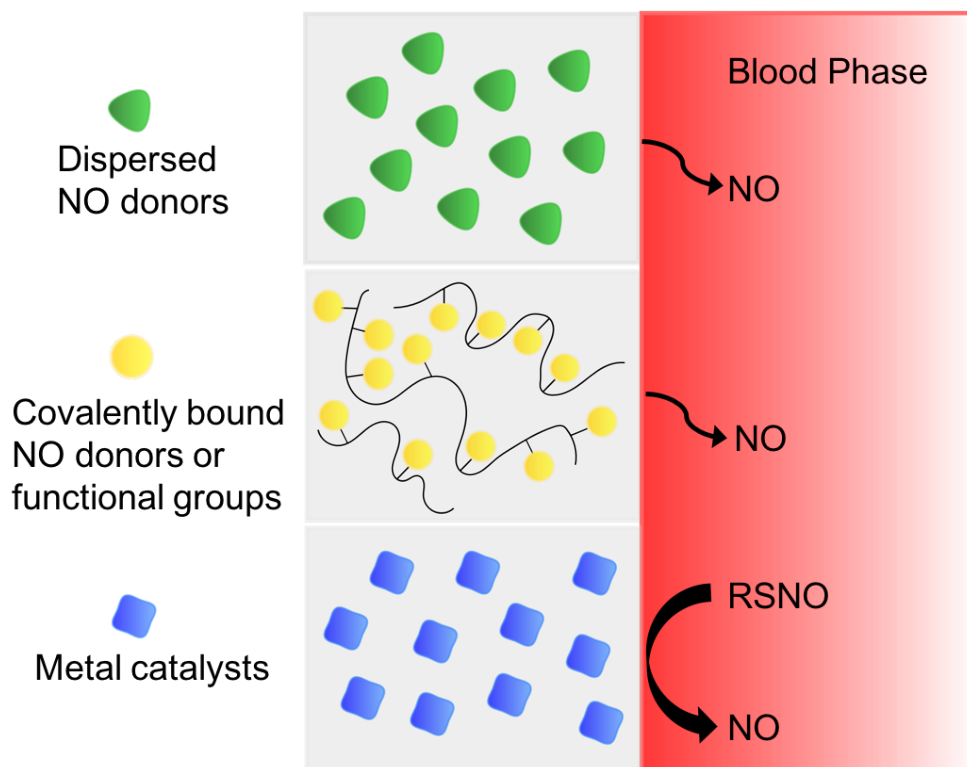 Blood Phase
Dispersed
NO donors
NO
Covalently bound
NO donors or
functional groups
NO
RSNO
Metal catalysts
NO